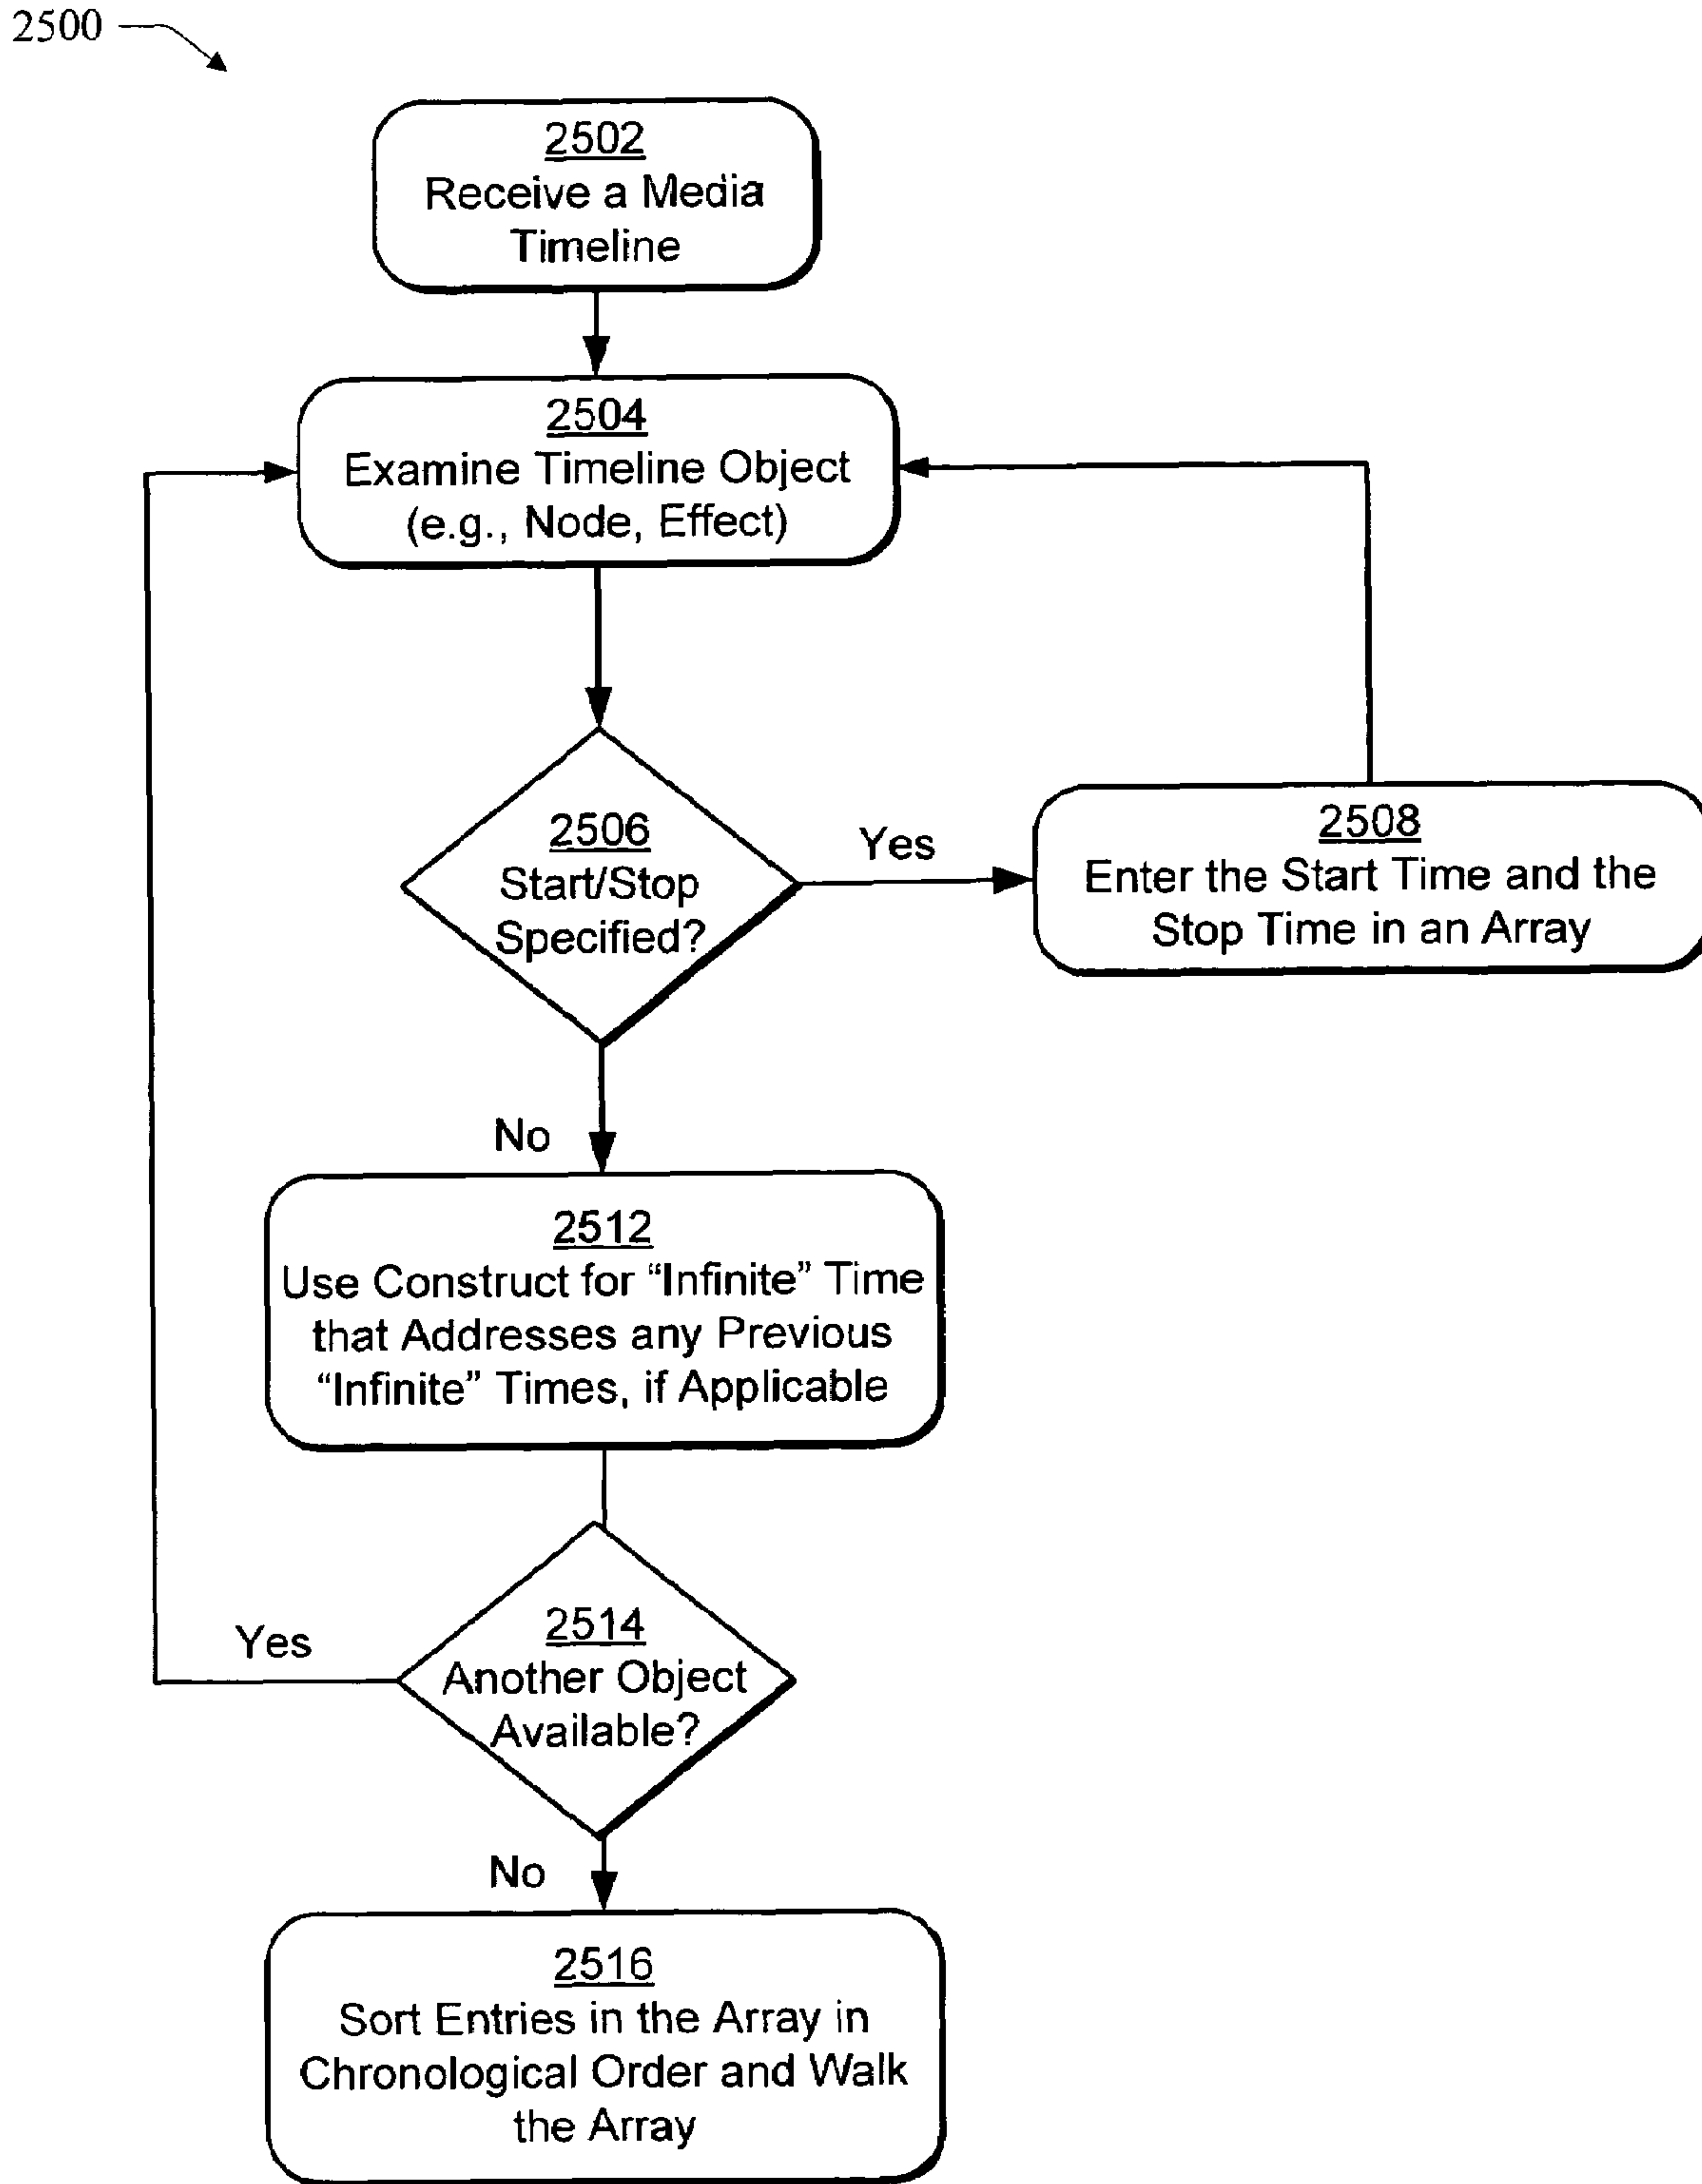 2500
2502
Receive a Media
Timeline
2504
Examine Timeline Object
(e.g., Node, Effect)
2506
Start/Stop
Specified?
Yes
2508
Enter the Start Time and the
Stop Time in an Array
No
2512
Use Construct for “Infinite” Time
that Addresses any Previous
“Infinite” Times, if Applicable
Yes
2514
Another Object
Available?
No
2516
Sort Entries in the Array in
Chronological Order and Walk
the Array